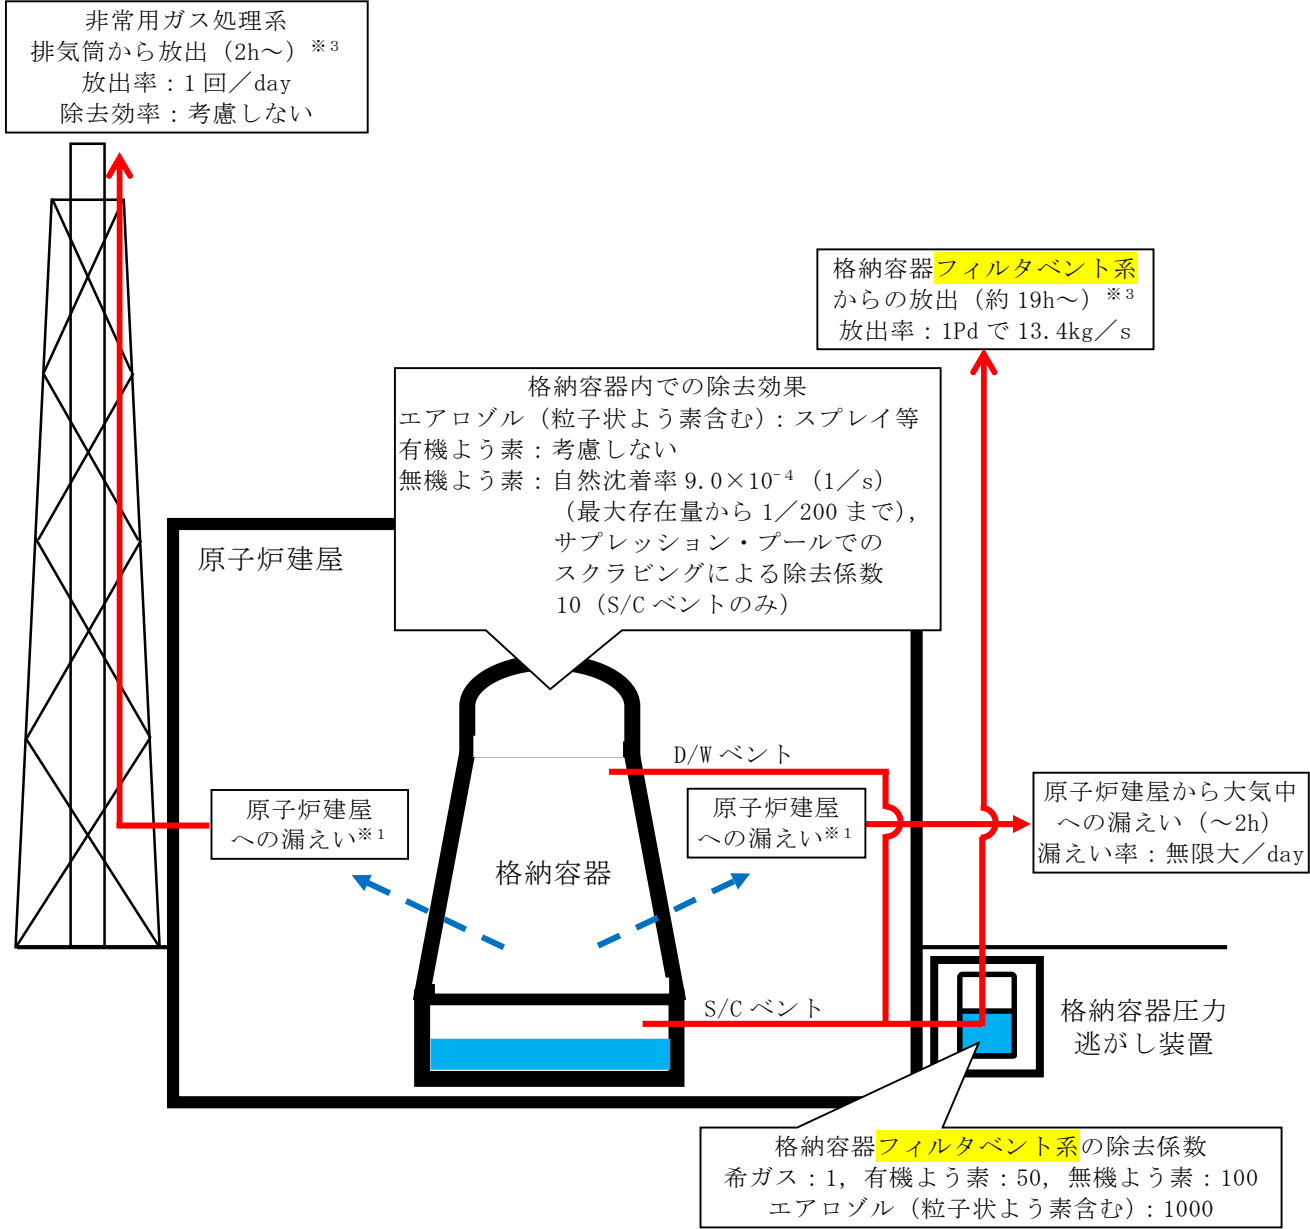 非常用ガス処理系
排気筒から放出（2h～）※3
放出率：1回／day
除去効率：考慮しない
格納容器フィルタベント系
からの放出（約19h～）※3
放出率：1Pdで13.4kg／s
格納容器内での除去効果
エアロゾル（粒子状よう素含む）：スプレイ等
有機よう素：考慮しない
無機よう素：自然沈着率9.0×10⁻⁴（1／s）
（最大存在量から1／200まで），
サプレッション・プールでの
スクラビングによる除去係数
10（S/Cベントのみ）
原子炉建屋
D/Wベント
原子炉建屋
への漏えい※1
原子炉建屋
への漏えい※1
原子炉建屋から大気中
への漏えい（～2h）
漏えい率：無限大／day
格納容器
S/Cベント
格納容器圧力
逃がし装置
格納容器フィルタベント系の除去係数
希ガス：1，有機よう素：50，無機よう素：100
エアロゾル（粒子状よう素含む）：1000